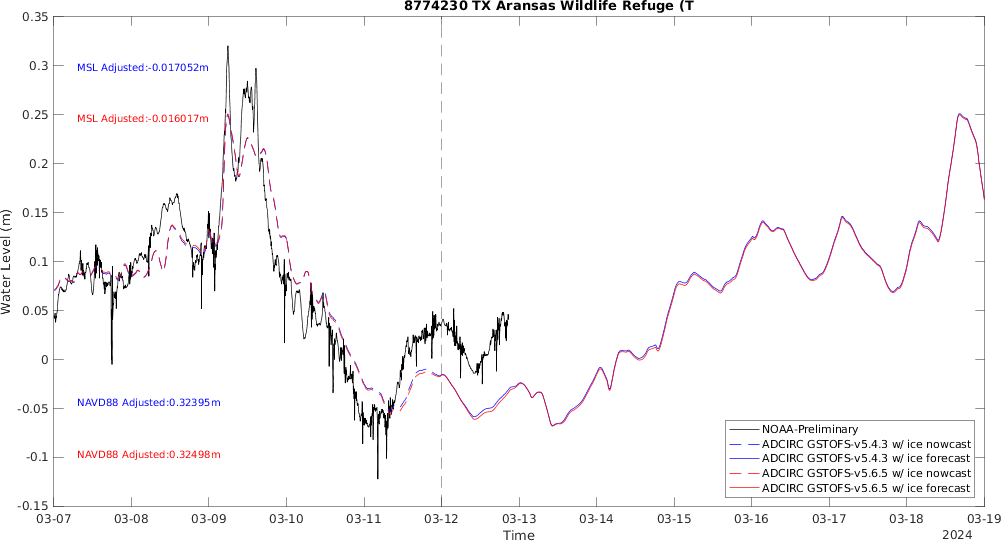 8774230 TX Aransas Wildlife Refuge (T
0.35
0.3
0.25
0.2
0.15
0.1
0.05
0
-0.05
-0.1
-0.15
Water Level (m)
MSL Adjusted:-0.017052m
MSL Adjusted:-0.016017m
NAVD88 Adjusted:0.32395m
NAVD88 Adjusted:0.32498m
NOAA-Preliminary
ADCIRC GSTOFS-v5.4.3 w/ ice nowcast
ADCIRC GSTOFS-v5.4.3 w/ ice forecast
ADCIRC GSTOFS-v5.6.5 w/ ice nowcast
ADCIRC GSTOFS-v5.6.5 w/ ice forecast
03-07 03-08 03-09 03-10 03-11 03-12 03-13 03-14 03-15 03-16 03-17 03-18 03-19
Time
2024